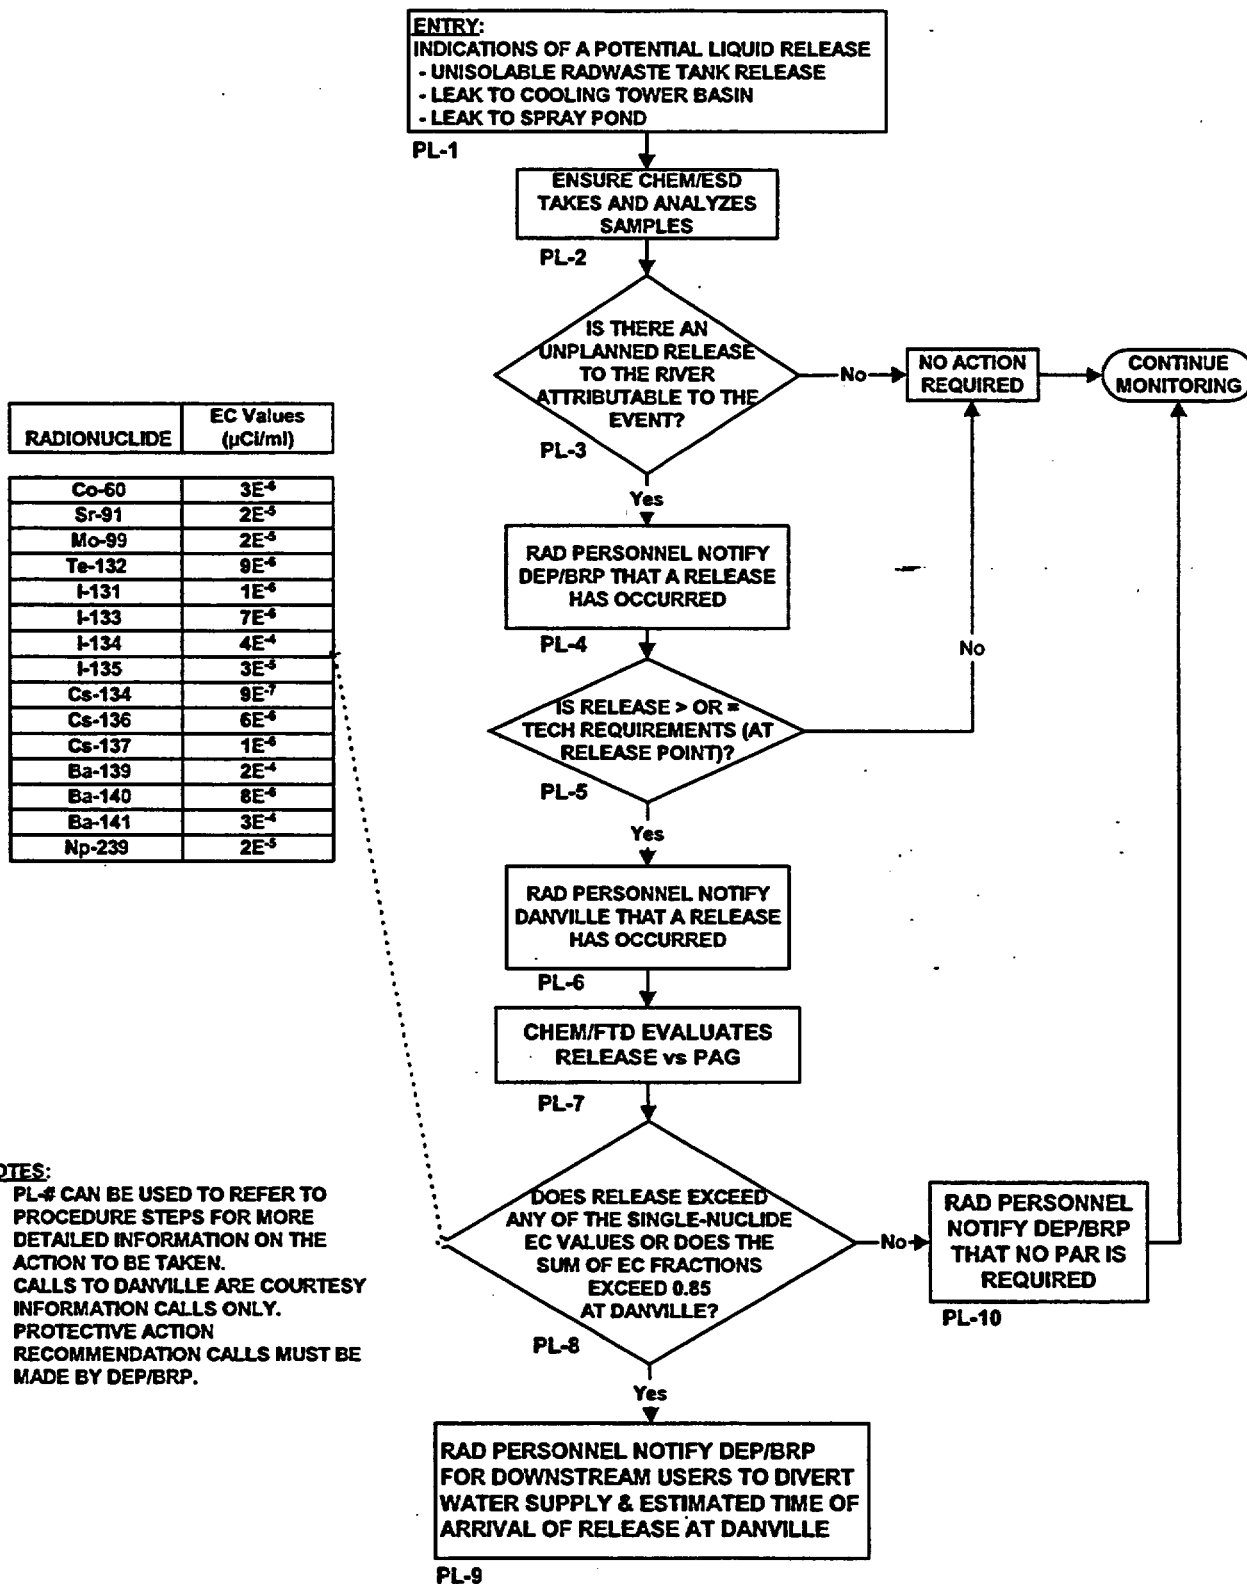 ENTRY:
INDICATIONS OF A POTENTIAL LIQUID RELEASE
- UNISOLABLE RADWASTE TANK RELEASE
- LEAK TO COOLING TOWER BASIN
- LEAK TO SPRAY POND
PL-1
ENSURE CHEM/ESD
TAKES AND ANALYZES
SAMPLES
PL-2
IS THERE AN
UNPLANNED RELEASE
TO THE RIVER
ATTRIBUTABLE TO THE
EVENT?
PL-3
No
NO ACTION
REQUIRED
CONTINUE
MONITORING
Yes
RAD PERSONNEL NOTIFY
DEP/BRP THAT A RELEASE
HAS OCCURRED
PL-4
No
IS RELEASE > OR =
TECH REQUIREMENTS (AT
RELEASE POINT)?
PL-5
Yes
RAD PERSONNEL NOTIFY
DANVILLE THAT A RELEASE
HAS OCCURRED
PL-6
CHEM/FTD EVALUATES
RELEASE vs PAG
PL-7
DOES RELEASE EXCEED
ANY OF THE SINGLE-NUCLIDE
EC VALUES OR DOES THE
SUM OF EC FRACTIONS
EXCEED 0.85
AT DANVILLE?
PL-8
No
RAD PERSONNEL
NOTIFY DEP/BRP
THAT NO PAR IS
REQUIRED
PL-10
Yes
RAD PERSONNEL NOTIFY DEP/BRP
FOR DOWNSTREAM USERS TO DIVERT
WATER SUPPLY & ESTIMATED TIME OF
ARRIVAL OF RELEASE AT DANVILLE
PL-9
RADIONUCLIDE EC Values (µCi/ml)
Co-60 3E-6
Sr-91 2E-5
Mo-99 2E-5
Te-132 9E-6
I-131 1E-6
I-133 7E-6
I-134 4E-4
I-135 3E-5
Cs-134 9E-7
Cs-136 6E-6
Cs-137 1E-6
Ba-139 2E-4
Ba-140 8E-6
Ba-141 3E-4
Np-239 2E-5
OTES:
PL-# CAN BE USED TO REFER TO
PROCEDURE STEPS FOR MORE
DETAILED INFORMATION ON THE
ACTION TO BE TAKEN.
CALLS TO DANVILLE ARE COURTESY
INFORMATION CALLS ONLY.
PROTECTIVE ACTION
RECOMMENDATION CALLS MUST BE
MADE BY DEP/BRP.